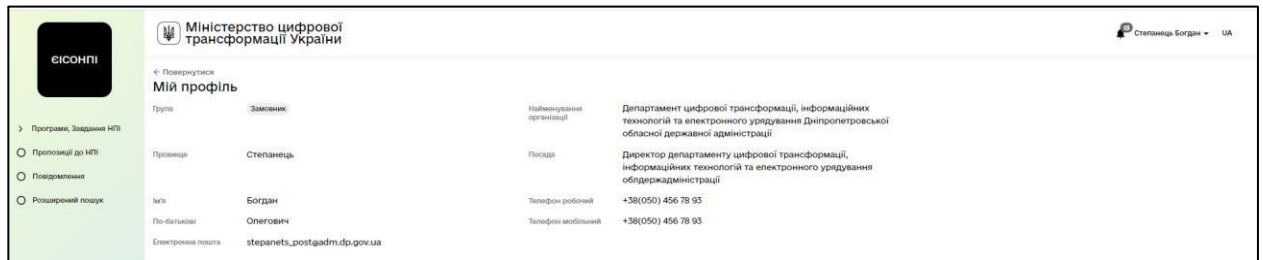 ЄІСОНПІ
Програми, Завдання НПІ
Пропозиції до НПІ
Повідомлення
Розширений пошук
Міністерство цифрової
трансформації України
Степанець Богдан
UA
← Повернутися
Мій профіль
Група
Замовник
Прізвище
Степанець
Ім'я
Богдан
По-батькові
Олегович
Електронна пошта
stepanets_post@adm.dp.gov.ua
Найменування
організації
Департамент цифрової трансформації, інформаційних
технологій та електронного урядування Дніпропетровської
обласної державної адміністрації
Посада
Директор департаменту цифрової трансформації,
інформаційних технологій та електронного урядування
облдержадміністрації
Телефон робочий
+38(050) 456 78 93
Телефон мобільний
+38(050) 456 78 93